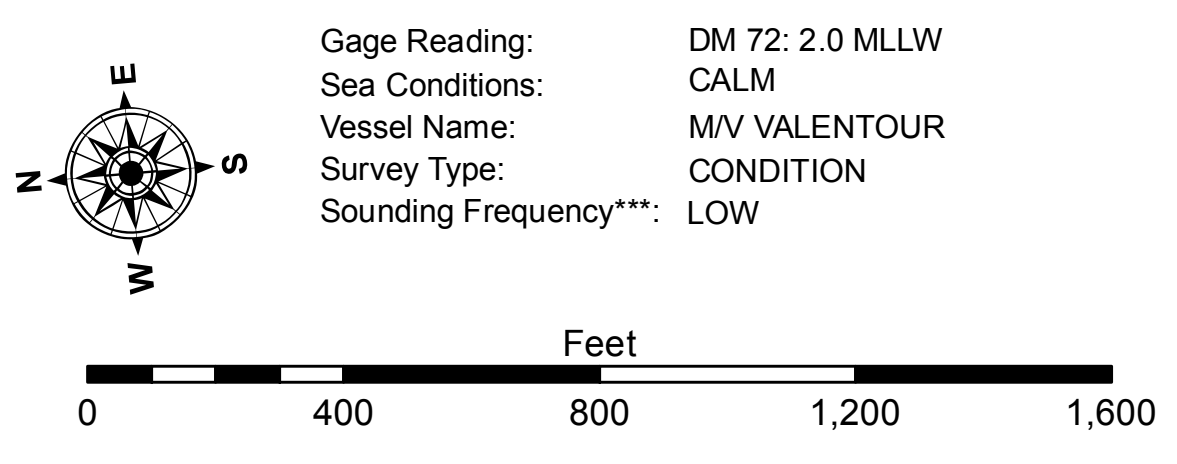 E
N
S
W
Gage Reading: DM 72: 2.0 MLLW
Sea Conditions: CALM
Vessel Name: M/V VALENTOUR
Survey Type: CONDITION
Sounding Frequency***: LOW
Feet
0 400 800 1,200 1,600